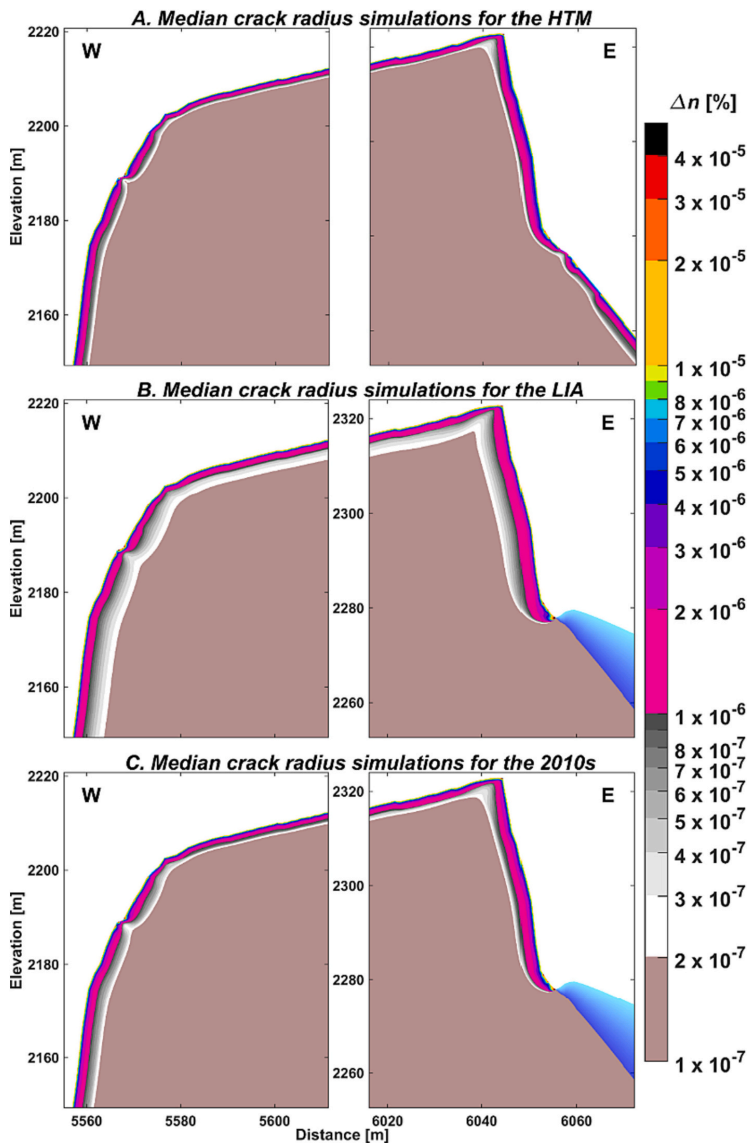 A. Median crack radius simulations for the HTM
W
E
Elevation [m]
2220
2200
2180
2160
B. Median crack radius simulations for the LIA
W
E
Elevation [m]
2220
2200
2180
2160
2320
2300
2280
2260
C. Median crack radius simulations for the 2010s
W
E
Elevation [m]
2220
2200
2180
2160
2320
2300
2280
2260
5560 5580 5600 6020 6040 6060
Distance [m]
Δn [%]
4 x 10⁻⁵
3 x 10⁻⁵
2 x 10⁻⁵
1 x 10⁻⁵
8 x 10⁻⁶
7 x 10⁻⁶
6 x 10⁻⁶
5 x 10⁻⁶
4 x 10⁻⁶
3 x 10⁻⁶
2 x 10⁻⁶
1 x 10⁻⁶
8 x 10⁻⁷
7 x 10⁻⁷
6 x 10⁻⁷
5 x 10⁻⁷
4 x 10⁻⁷
3 x 10⁻⁷
2 x 10⁻⁷
1 x 10⁻⁷